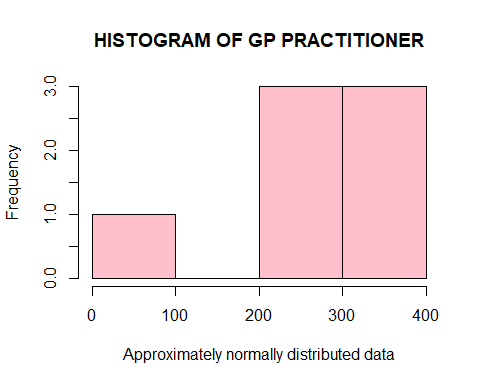 HISTOGRAM OF GP PRACTITIONER
Frequency
3.0
2.0
1.0
0.0
0 100 200 300 400
Approximately normally distributed data